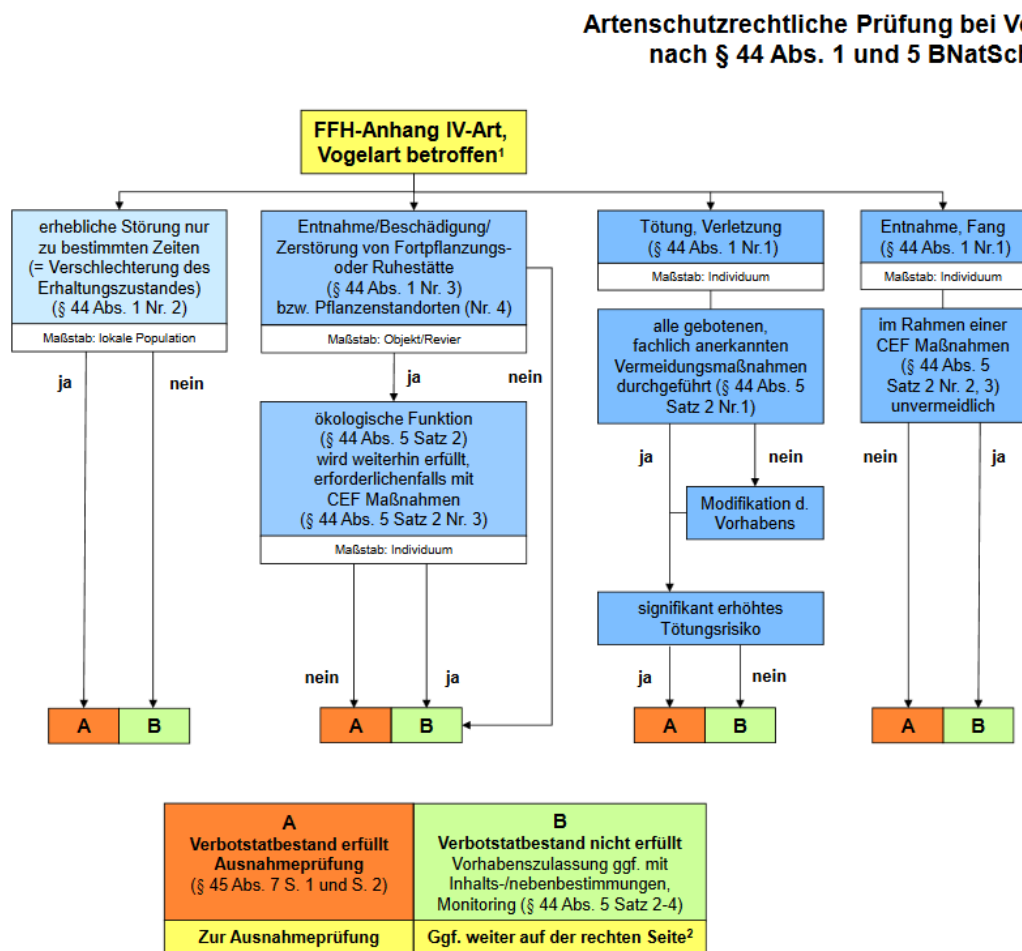 Artenschutzrechtliche Prüfung bei
nach § 44 Abs. 1 und 5
FFH-Anhang IV-Art,
Vogelart betroffen¹
erhebliche Störung nur
zu bestimmten Zeiten
(= Verschlechterung des
Erhaltungszustandes)
(§ 44 Abs. 1 Nr. 2)
Maßstab: lokale Population
ja
nein
Entnahme/Beschädigung/
Zerstörung von Fortpflanzungs-
oder Ruhestätte
(§ 44 Abs. 1 Nr. 3)
bzw. Pflanzenstandorten (Nr. 4)
Maßstab: Objekt/Revier
ja
nein
ökologische Funktion
(§ 44 Abs. 5 Satz 2)
wird weiterhin erfüllt,
erforderlichenfalls mit
CEF Maßnahmen
(§ 44 Abs. 5 Satz 2 Nr. 3)
Maßstab: Individuum
nein
ja
Tötung, Verletzung
(§ 44 Abs. 1 Nr.1)
Maßstab: Individuum
alle gebotenen,
fachlich anerkannten
Vermeidungsmaßnahmen
durchgeführt (§ 44 Abs. 5
Satz 2 Nr.1)
ja
nein
Modifikation d.
Vorhabens
signifikant erhöhtes
Tötungsrisiko
ja
nein
Entnahme, Fang
(§ 44 Abs. 1 Nr.1)
Maßstab: Individuum
im Rahmen einer
CEF Maßnahmen
(§ 44 Abs. 5
Satz 2 Nr. 2, 3)
unvermeidlich
nein
ja
A
B
A
B
A
B
A
B
A
Verbotstatbestand erfüllt
Ausnahmeprüfung
(§ 45 Abs. 7 S. 1 und S. 2)
Zur Ausnahmeprüfung
B
Verbotstatbestand nicht erfüllt
Vorhabenszulassung ggf. mit
Inhalts-/nebenbestimmungen,
Monitoring (§ 44 Abs. 5 Satz 2-4)
Ggf. weiter auf der rechten Seite²